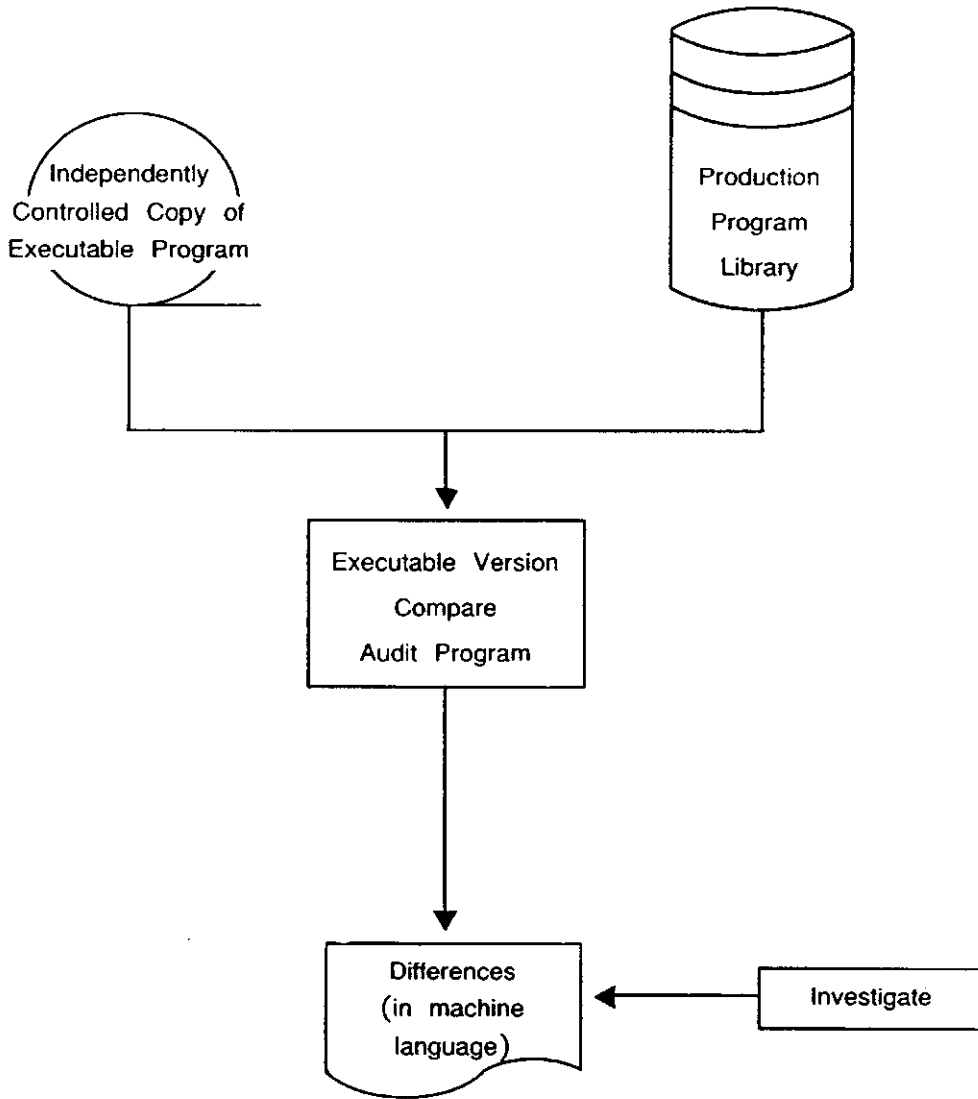 Independently
Controlled Copy of
Executable Program
Production
Program
Library
Executable Version
Compare
Audit Program
Differences
(in machine
language)
Investigate